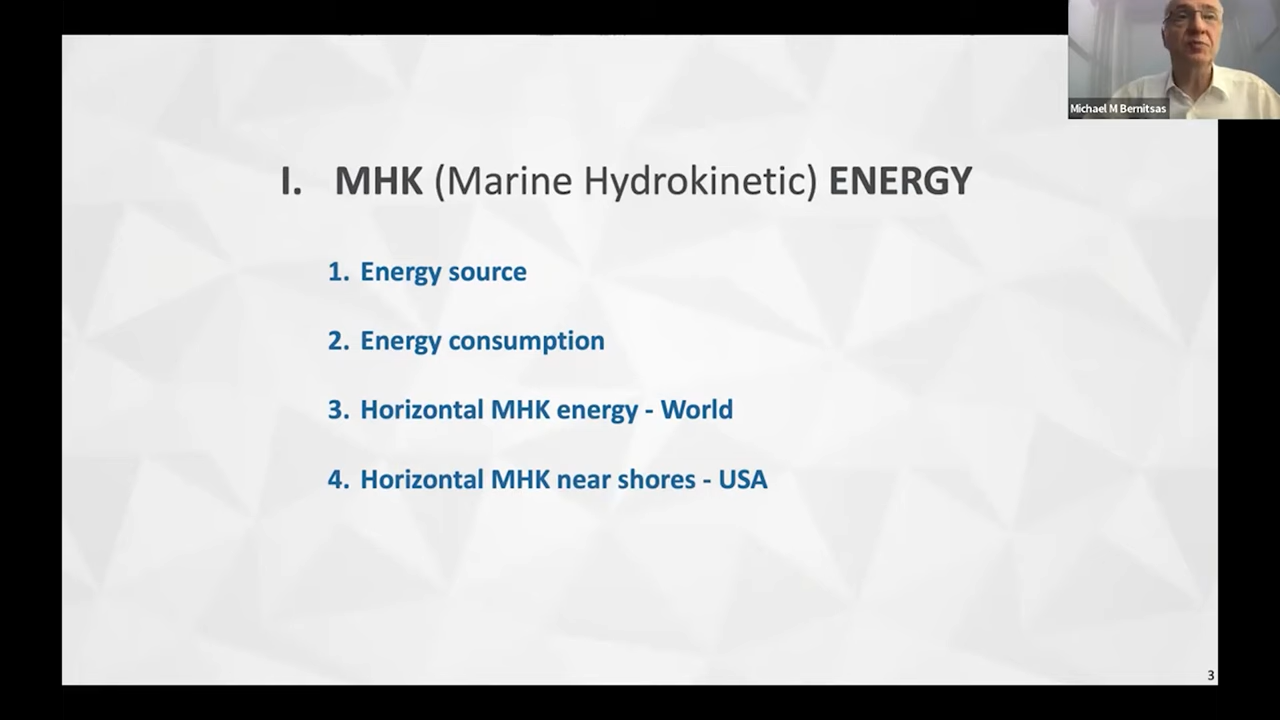 Michael M Bernitsas
I. MHK (Marine Hydrokinetic) ENERGY
1. Energy source
2. Energy consumption
3. Horizontal MHK energy - World
4. Horizontal MHK near shores - USA
3